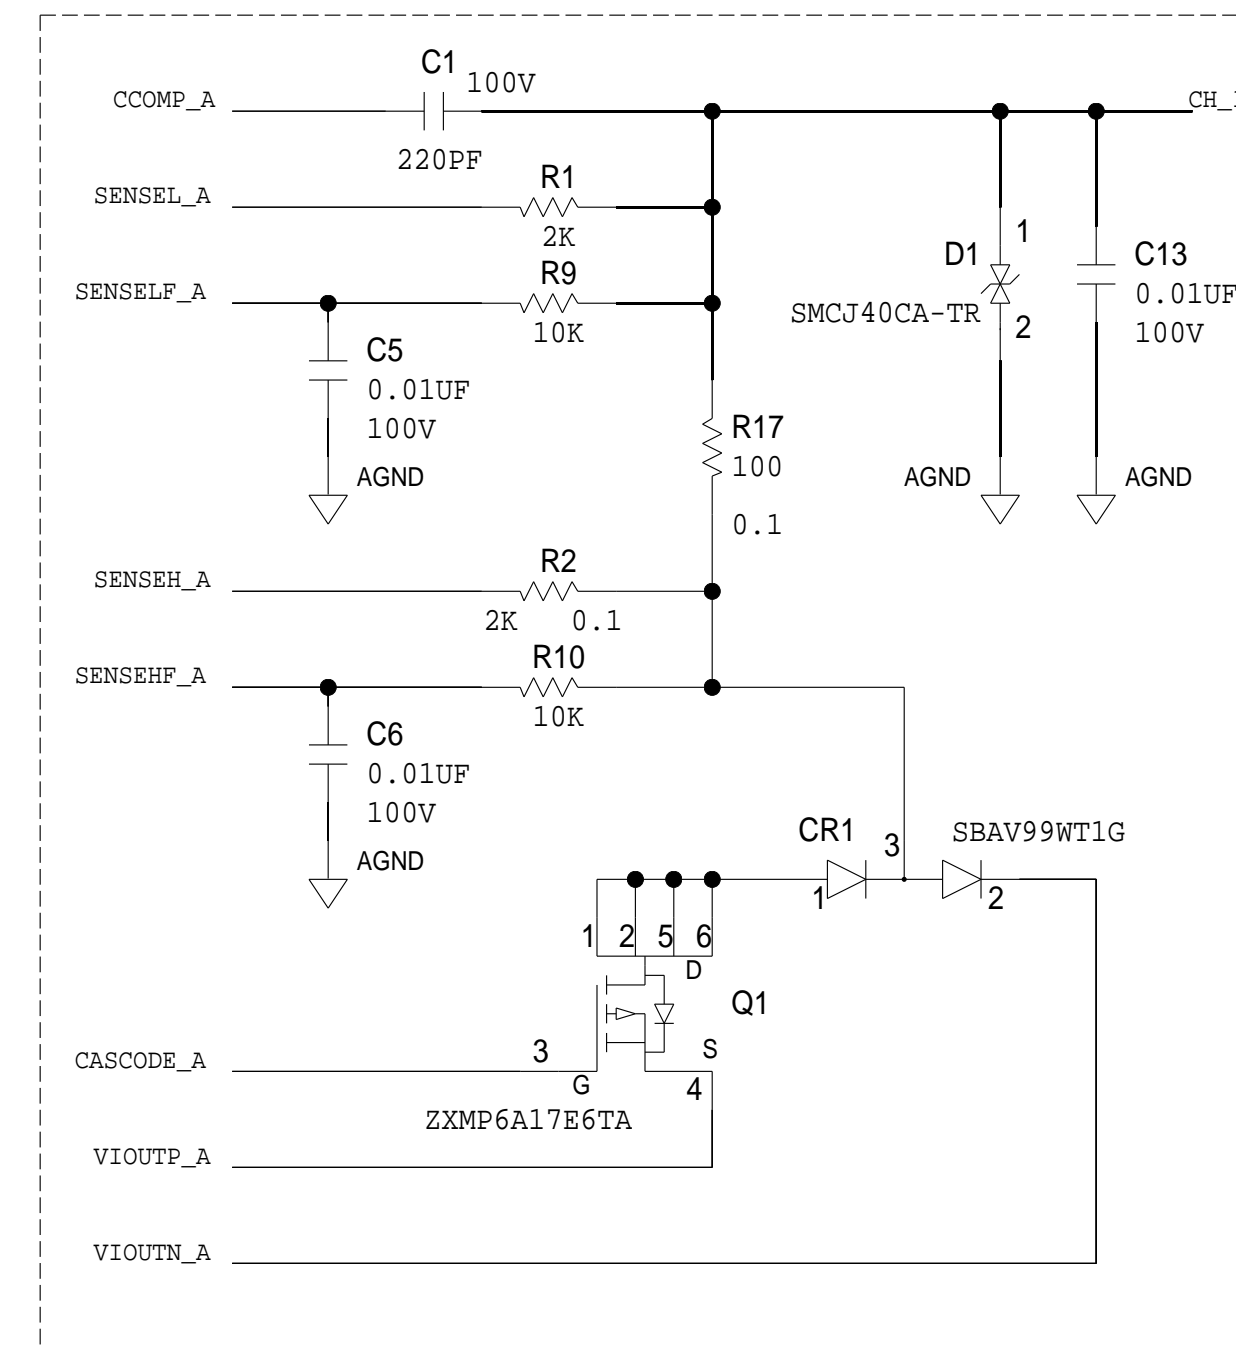 C1
100V
CCOMP_A
CH_
220PF
R1
SENSEL_A
2K
R9
SENSELF_A
10K
C5
0.01UF
100V
AGND
D1
1
SMCJ40CA-TR
2
C13
0.01UF
100V
R17
100
0.1
AGND
AGND
R2
SENSEH_A
2K
0.1
R10
SENSEHF_A
10K
C6
0.01UF
100V
AGND
CR1
3
SBAV99WT1G
1
2
1
2
5
6
D
Q1
S
3
CASCODE_A
G
4
ZXMP6A17E6TA
VIOUTP_A
VIOUTN_A